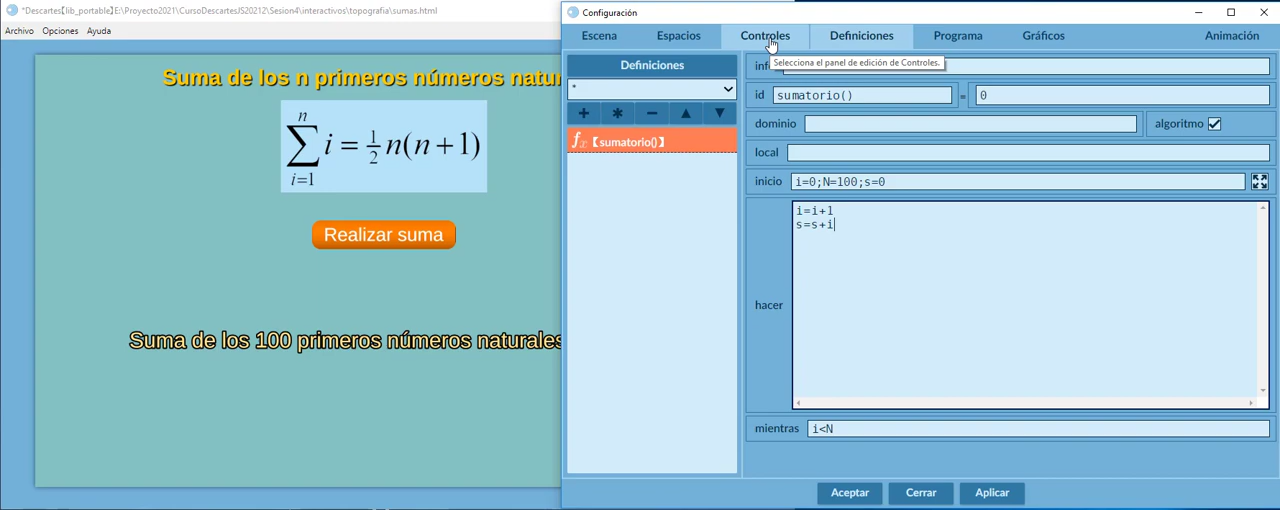 *Descartes【lib_portable】E:\Proyecto2021\CursoDescartesJS20212\Sesion4\interactivos\topografia\sumas.html
Archivo Opciones Ayuda
Suma de los n primeros números natur
n
∑ i = 1/2 n(n+1)
i=1
Realizar suma
Suma de los 100 primeros números naturales
Configuración
Escena Espacios Controles Definiciones Programa Gráficos Animación
Selecciona el panel de edición de Controles.
Definiciones
*
+ * − ▲ ▼
fx【sumatorio()】
info
id sumatorio() = 0
dominio algoritmo
local
inicio i=0;N=100;s=0
hacer
i=i+1
s=s+i
mientras i<N
Aceptar Cerrar Aplicar